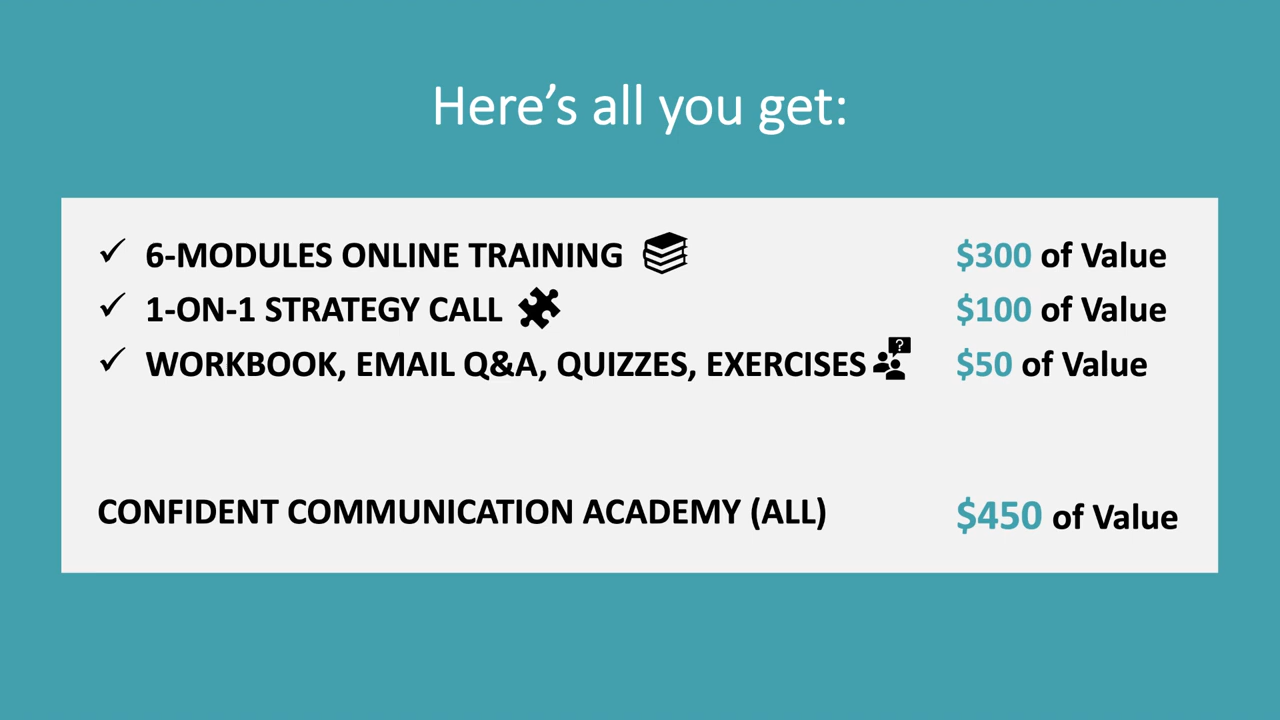 Here’s all you get:
✓ 6-MODULES ONLINE TRAINING $300 of Value
✓ 1-ON-1 STRATEGY CALL $100 of Value
✓ WORKBOOK, EMAIL Q&A, QUIZZES, EXERCISES ? $50 of Value
CONFIDENT COMMUNICATION ACADEMY (ALL) $450 of Value